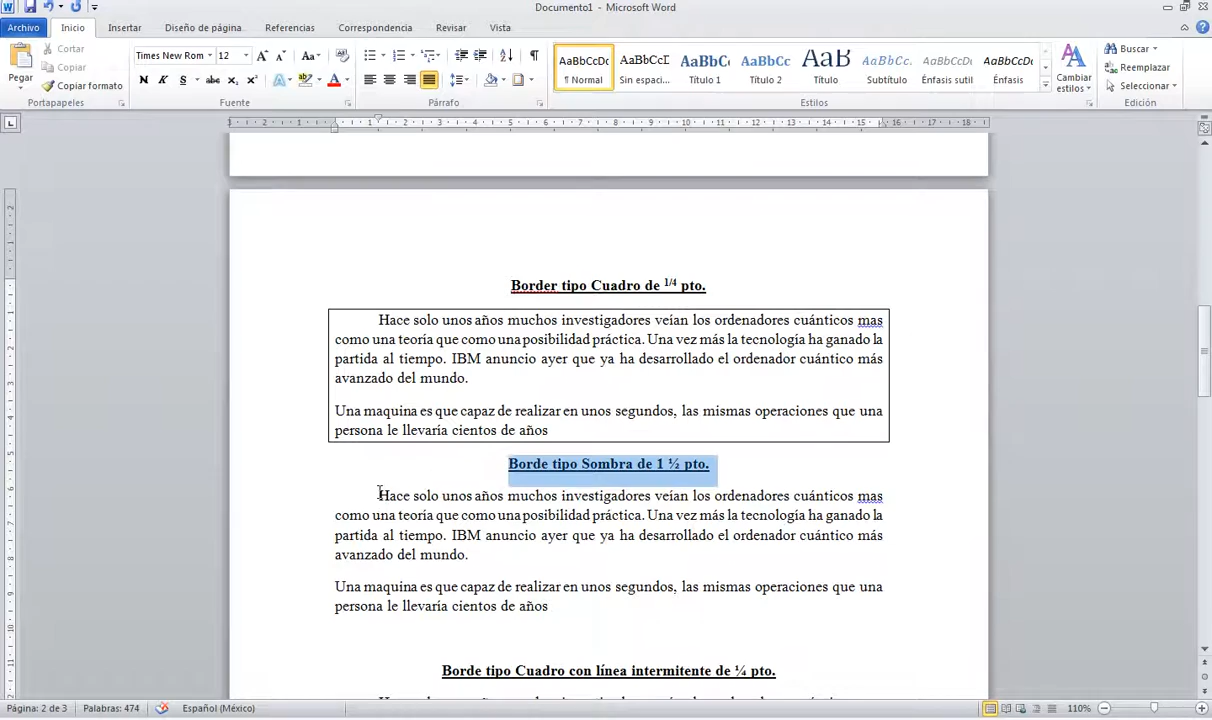 Documento1 - Microsoft Word
Archivo Inicio Insertar Diseño de página Referencias Correspondencia Revisar Vista
Pegar
Cortar
Copiar
Copiar formato
Portapapeles
Times New Rom 12
Fuente
Párrafo
AaBbCcDc AaBbCcD AaBbC AaBbCc AaB AaBbCc. AaBbCcDc AaBbCcDc
¶ Normal Sin espaci... Título 1 Título 2 Título Subtítulo Énfasis sutil Énfasis
Cambiar estilos
Estilos
Buscar
Reemplazar
Seleccionar
Edición
Border tipo Cuadro de 1/4 pto.
Hace solo unos años muchos investigadores veían los ordenadores cuánticos mas
como una teoría que como una posibilidad práctica. Una vez más la tecnología ha ganado la
partida al tiempo. IBM anuncio ayer que ya ha desarrollado el ordenador cuántico más
avanzado del mundo.
Una maquina es que capaz de realizar en unos segundos, las mismas operaciones que una
persona le llevaría cientos de años
Borde tipo Sombra de 1 ½ pto.
Hace solo unos años muchos investigadores veían los ordenadores cuánticos mas
como una teoría que como una posibilidad práctica. Una vez más la tecnología ha ganado la
partida al tiempo. IBM anuncio ayer que ya ha desarrollado el ordenador cuántico más
avanzado del mundo.
Una maquina es que capaz de realizar en unos segundos, las mismas operaciones que una
persona le llevaría cientos de años
Borde tipo Cuadro con línea intermitente de ¼ pto.
Página: 2 de 3 Palabras: 474 Español (México) 110%